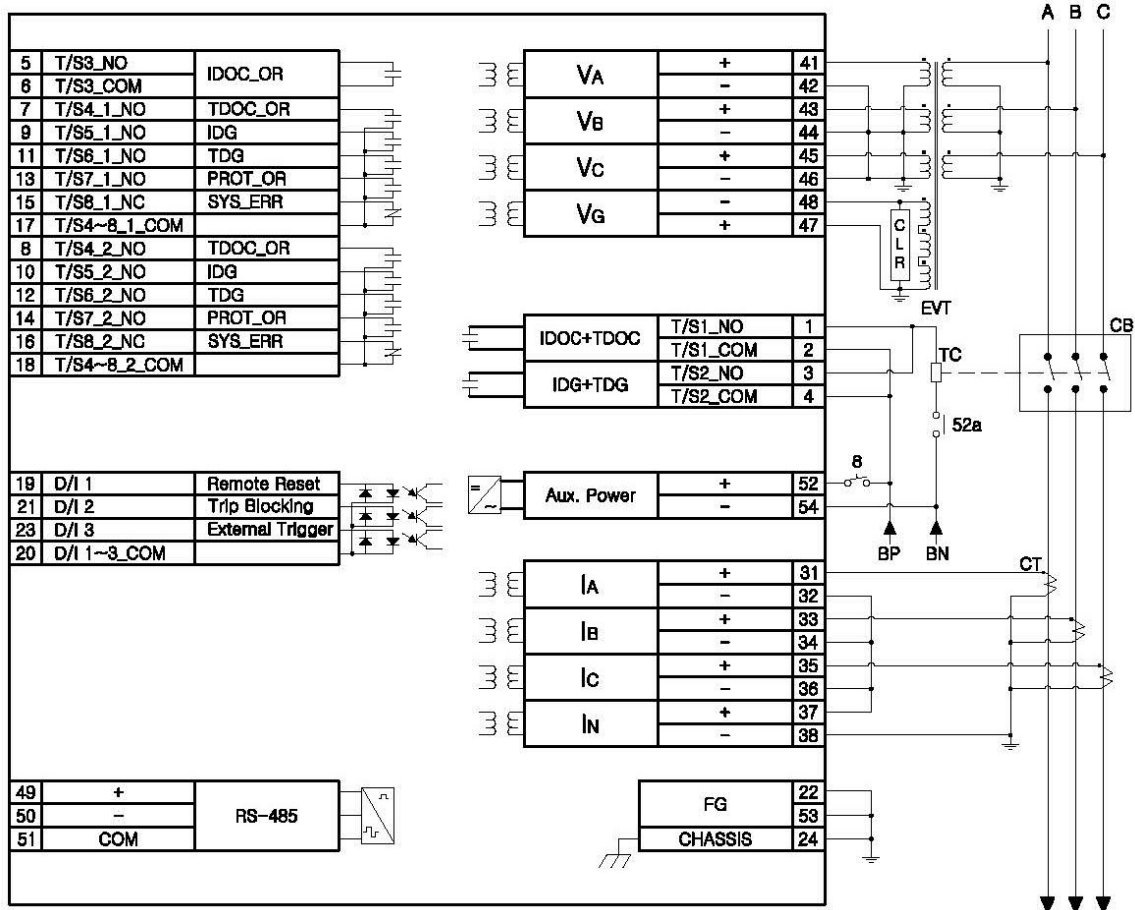 A B C
5 T/S3_NO IDOC_OR
6 T/S3_COM
7 T/S4_1_NO TDOC_OR
9 T/S5_1_NO IDG
11 T/S6_1_NO TDG
13 T/S7_1_NO PROT_OR
15 T/S8_1_NC SYS_ERR
17 T/S4~8_1_COM
8 T/S4_2_NO TDOC_OR
10 T/S5_2_NO IDG
12 T/S6_2_NO TDG
14 T/S7_2_NO PROT_OR
16 T/S8_2_NC SYS_ERR
18 T/S4~8_2_COM
VA + 41
− 42
VB + 43
− 44
VC + 45
− 46
VG − 48
+ 47
CLR
EVT
IDOC+TDOC T/S1_NO 1
T/S1_COM 2
IDG+TDG T/S2_NO 3
T/S2_COM 4
TC
CB
52a
19 D/I 1 Remote Reset
21 D/I 2 Trip Blocking
23 D/I 3 External Trigger
20 D/I 1~3_COM
= ~
Aux. Power + 52
− 54
8
BP BN
CT
IA + 31
− 32
IB + 33
− 34
IC + 35
− 36
IN + 37
− 38
49 + RS-485
50 −
51 COM
FG 22
53
CHASSIS 24